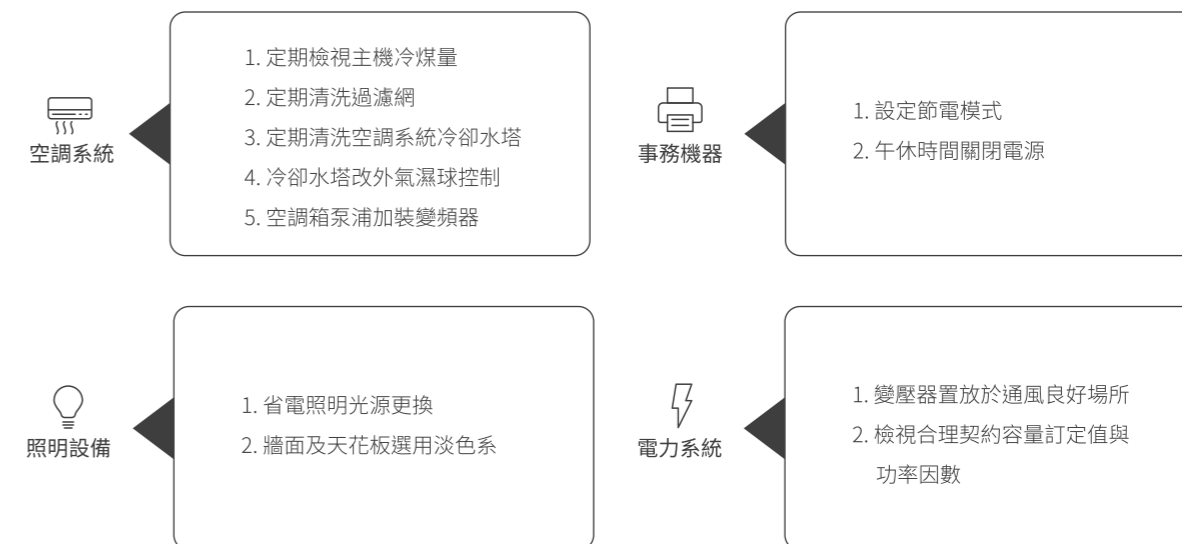 空調系統
1. 定期檢視主機冷煤量
2. 定期清洗過濾網
3. 定期清洗空調系統冷卻水塔
4. 冷卻水塔改外氣濕球控制
5. 空調箱泵浦加裝變頻器
事務機器
1. 設定節電模式
2. 午休時間關閉電源
照明設備
1. 省電照明光源更換
2. 牆面及天花板選用淡色系
電力系統
1. 變壓器置放於通風良好場所
2. 檢視合理契約容量訂定值與
功率因數